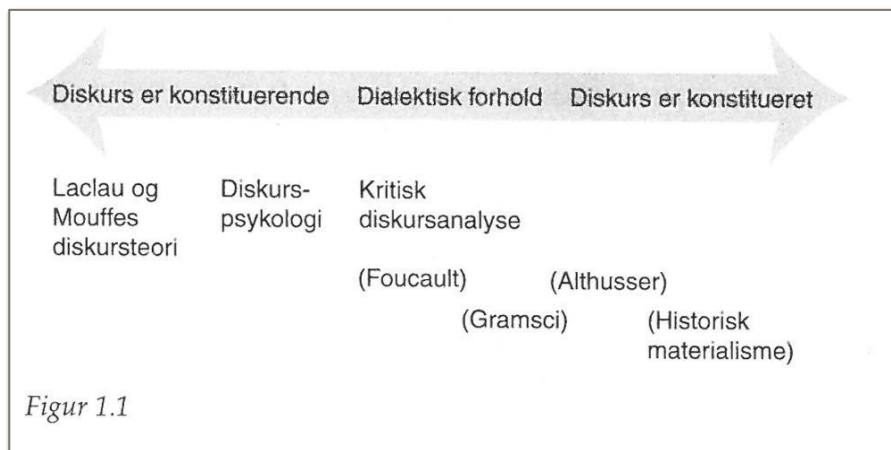 Diskurs er konstituerende Dialektisk forhold Diskurs er konstitueret
Laclau og
Mouffes
diskursteori
Diskurs-
psykologi
Kritisk
diskursanalyse
(Foucault)
(Althusser)
(Gramsci)
(Historisk
materialisme)
Figur 1.1